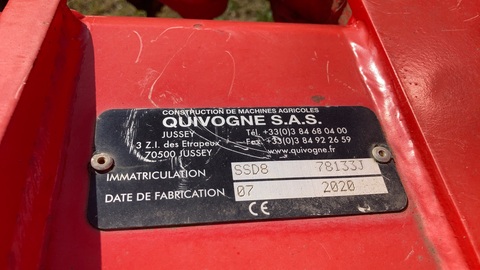 CONSTRUCTION DE MACHINES AGRICOLES
QUIVOGNE S.A.S.
JUSSEY
3 Z.I. des Etrapeux
70500 JUSSEY
Tél. +33(0)3 84 68 04 00
Fax. +33(0)3 84 92 26 59
www.quivogne.fr
IMMATRICULATION SSD8 78133J
DATE DE FABRICATION 07 2020
CE